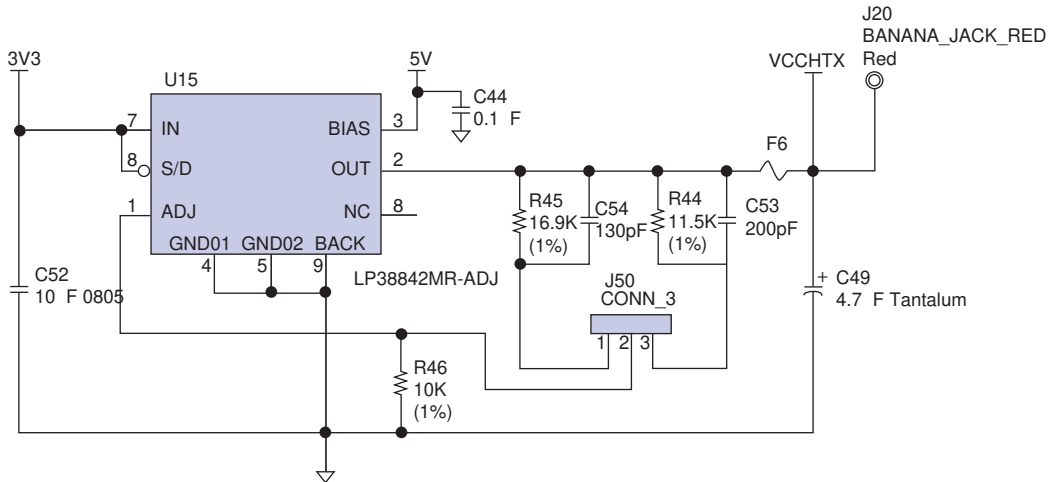 J20
BANANA_JACK_RED
Red
3V3
5V
VCCHTX
U15
C44
0.1 F
7 IN
BIAS 3
8 S/D
OUT 2
1 ADJ
NC 8
GND01 GND02 BACK
4 5 9
LP38842MR-ADJ
F6
R45
16.9K
(1%)
C54
130pF
R44
11.5K
(1%)
C53
200pF
C52
10 F 0805
J50
CONN_3
1 2 3
+ C49
4.7 F Tantalum
R46
10K
(1%)